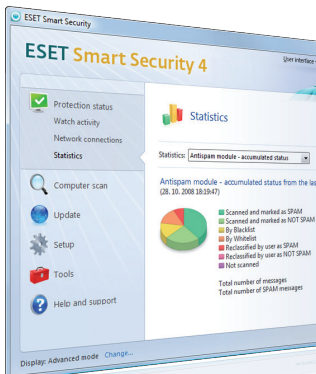 ESET Smart Security
ESET Smart Security 4
User interface
Protection status
Watch activity
Network connections
Statistics
Computer scan
Update
Setup
Tools
Help and support
Display: Advanced mode Change...
Statistics
Statistics: Antispam module - accumulated status
Antispam module - accumulated status from the las
(28. 10. 2008 18:19:47)
Scanned and marked as SPAM
Scanned and marked as NOT SPAM
By Blacklist
By Whitelist
Reclassified by user as SPAM
Reclassified by user as NOT SPAM
Not scanned
Total number of messages
Total number of SPAM messages